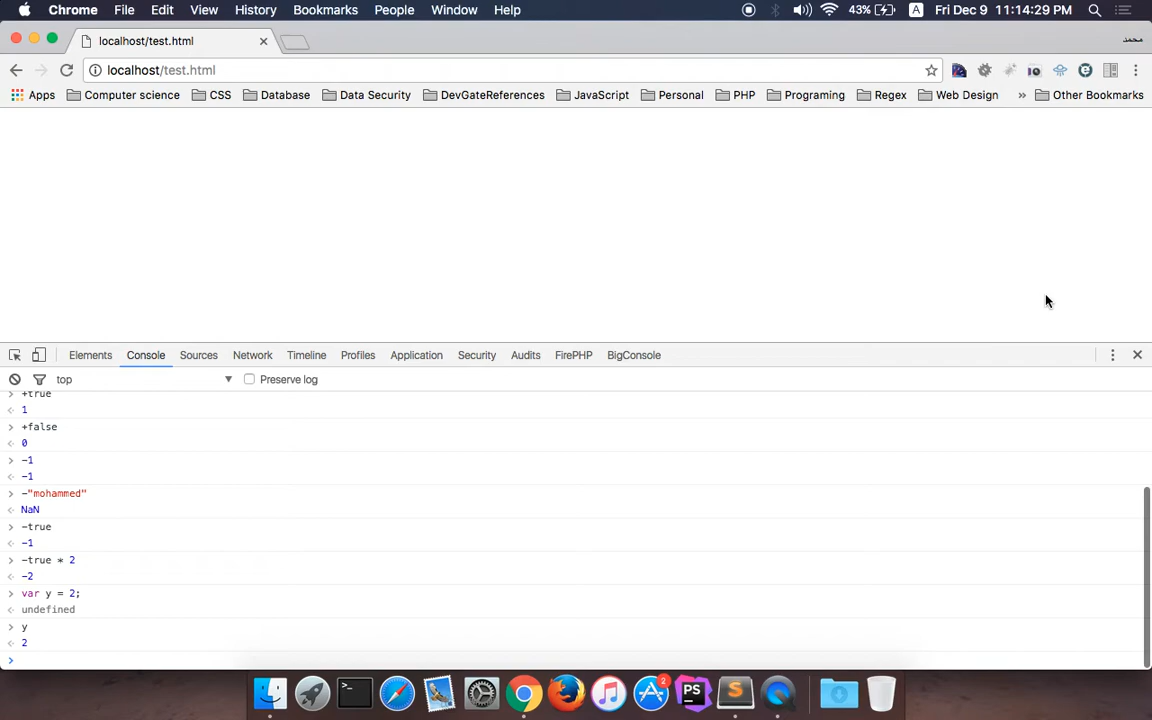 Chrome File Edit View History Bookmarks People Window Help 43% A Fri Dec 9 11:14:29 PM
localhost/test.html محمد
localhost/test.html
Apps Computer science CSS Database Data Security DevGateReferences JavaScript Personal PHP Programing Regex Web Design » Other Bookmarks
Elements Console Sources Network Timeline Profiles Application Security Audits FirePHP BigConsole
top Preserve log
+true
1
+false
0
-1
-1
-"mohammed"
NaN
-true
-1
-true * 2
-2
var y = 2;
undefined
y
2
2
PS
S